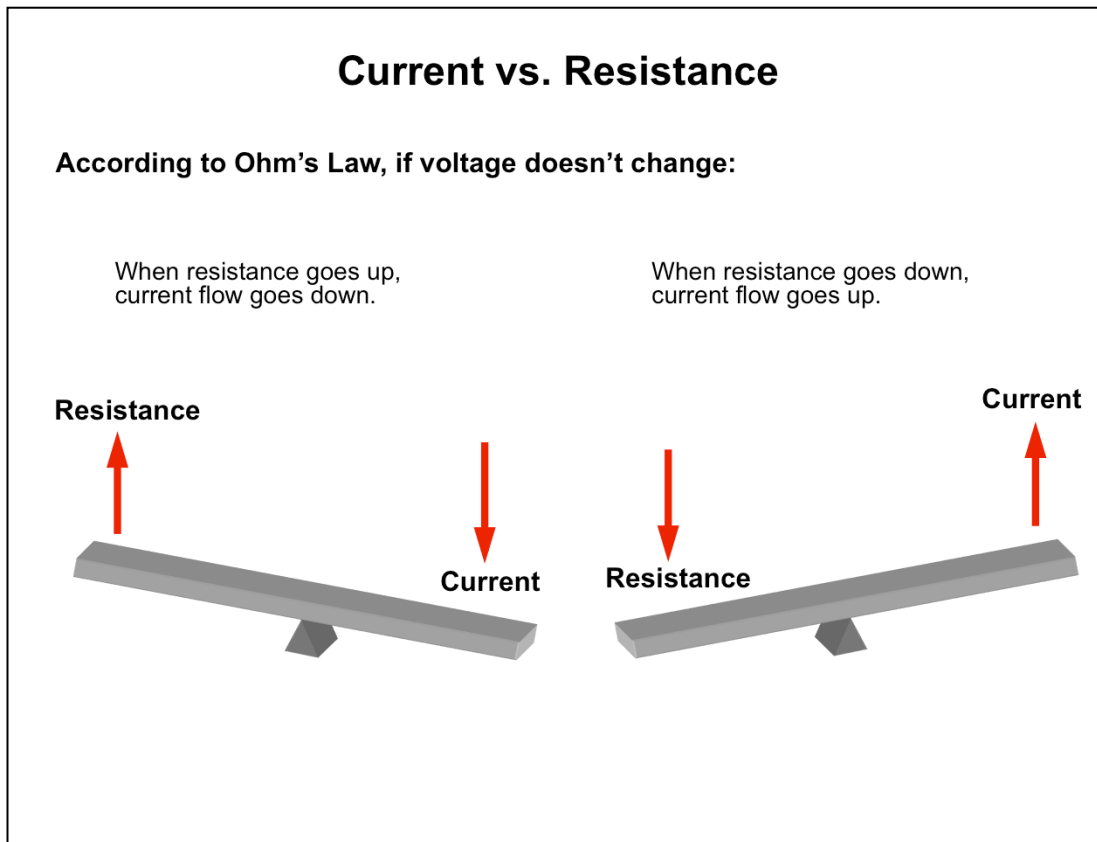 Current vs. Resistance
According to Ohm’s Law, if voltage doesn’t change:
When resistance goes up,
current flow goes down.
When resistance goes down,
current flow goes up.
Resistance
Current
Resistance
Current